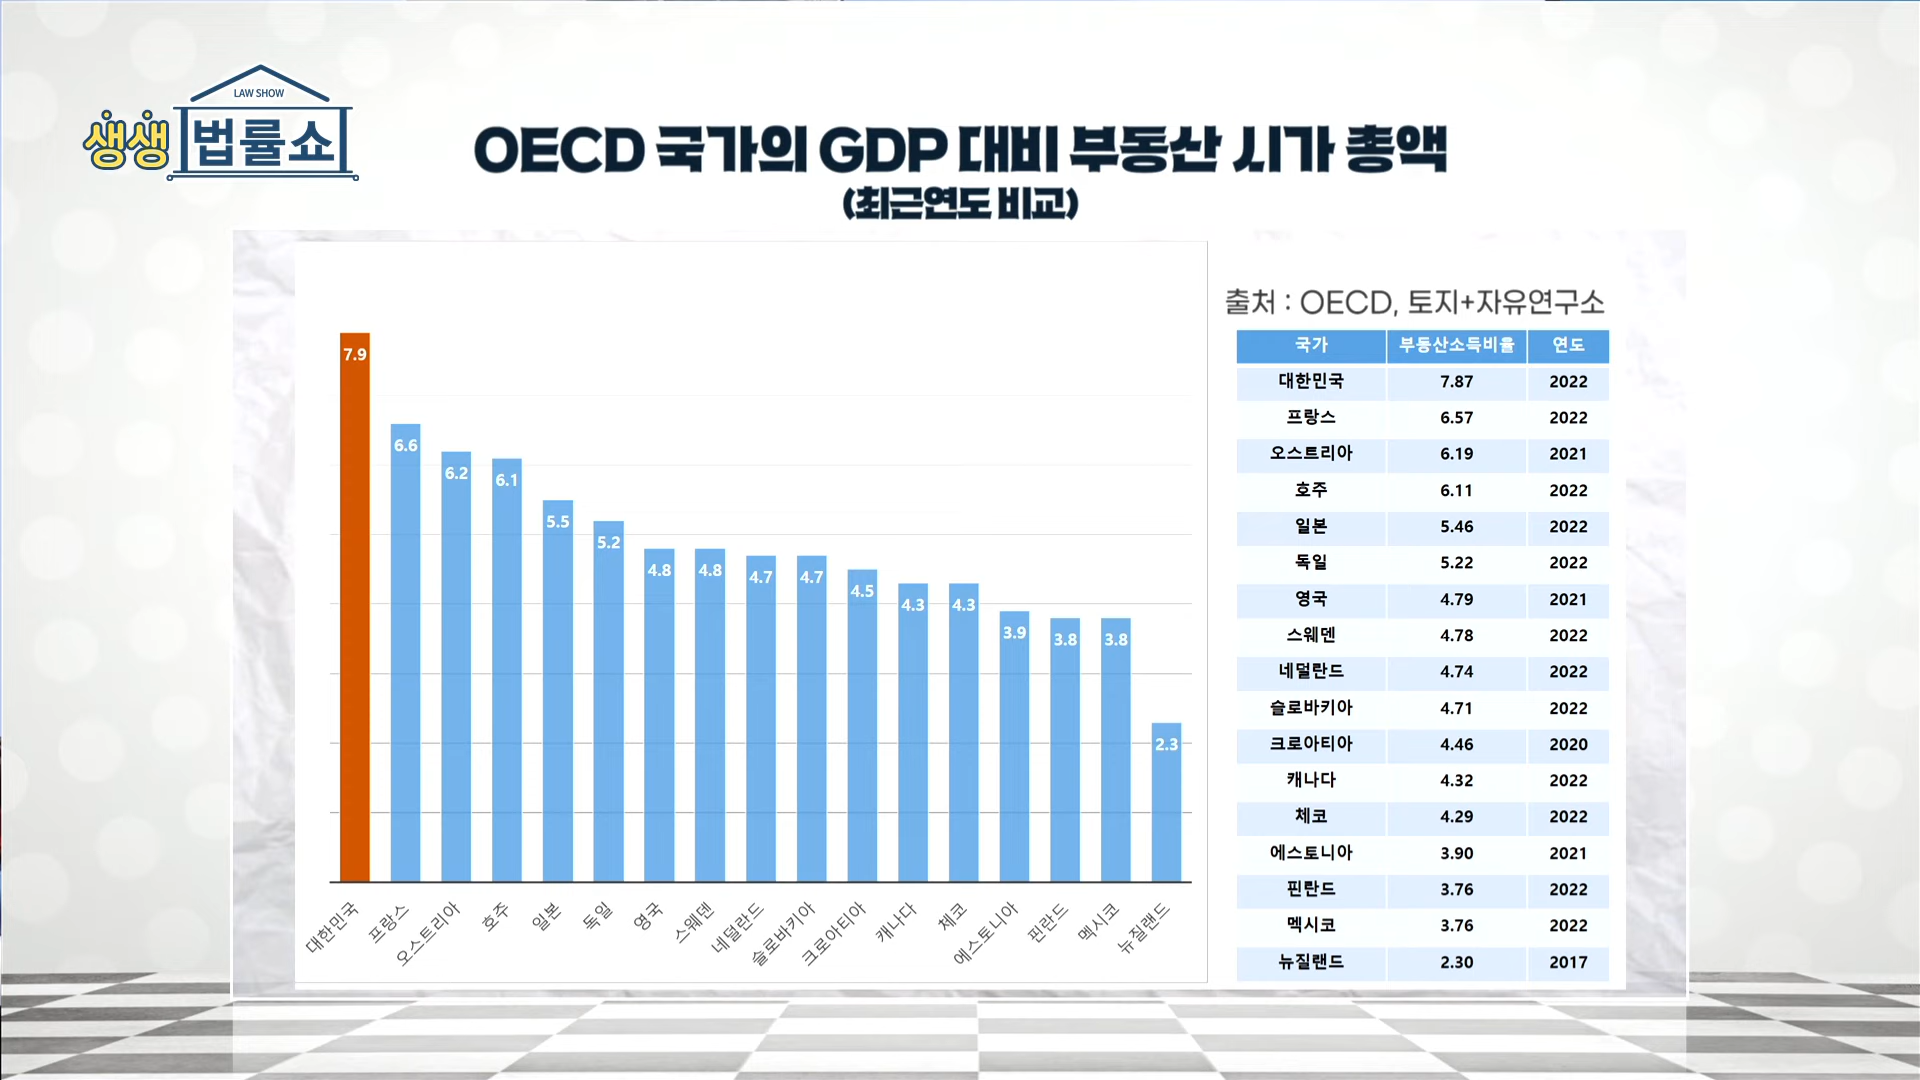 LAW SHOW
생생 법률쇼
OECD 국가의 GDP 대비 부동산 시가 총액
(최근연도 비교)
출처 : OECD, 토지+자유연구소
7.9
6.6
6.2
6.1
5.5
5.2
4.8
4.8
4.7
4.7
4.5
4.3
4.3
3.9
3.8
3.8
2.3
대한민국
프랑스
오스트리아
호주
일본
독일
영국
스웨덴
네덜란드
슬로바키아
크로아티아
캐나다
체코
에스토니아
핀란드
멕시코
뉴질랜드
국가 부동산소득비율 연도
대한민국 7.87 2022
프랑스 6.57 2022
오스트리아 6.19 2021
호주 6.11 2022
일본 5.46 2022
독일 5.22 2022
영국 4.79 2021
스웨덴 4.78 2022
네덜란드 4.74 2022
슬로바키아 4.71 2022
크로아티아 4.46 2020
캐나다 4.32 2022
체코 4.29 2022
에스토니아 3.90 2021
핀란드 3.76 2022
멕시코 3.76 2022
뉴질랜드 2.30 2017